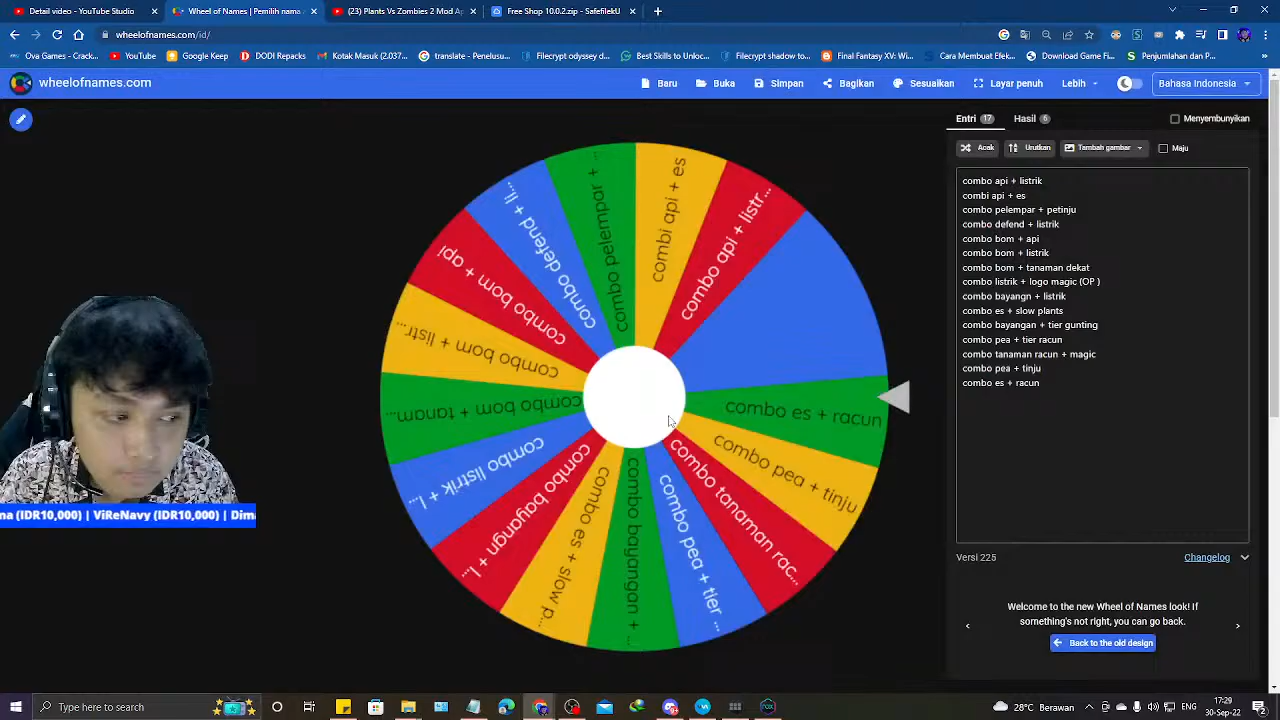 Detail video - YouTube Studio
Wheel of Names | Pemilih nama
(23) Plants Vs Zombies 2 Mod A
Free Shop 10.0.2.zip - SafefileKU
wheelofnames.com/id/
Ova Games - Crack...
YouTube
Google Keep
DODI Repacks
Kotak Masuk (2.037...
translate - Penelusu...
Filecrypt odyssey d...
Best Skills to Unloc...
Filecrypt shadow to...
Final Fantasy XV: Wi...
Cara Membuat Efek...
Download Game Fi...
Penjumlahan dan P...
wheelofnames.com
Baru
Buka
Simpan
Bagikan
Sesuaikan
Layar penuh
Lebih
Bahasa Indonesia
Entri 17
Hasil 6
Menyembunyikan
Acak
Urutkan
Tambah gambar
Maju
combo api + listrik
combi api + es
combo pelempar + petinju
combo defend + listrik
combo bom + api
combo bom + listrik
combo bom + tanaman dekat
combo listrik + logo magic (OP )
combo bayangn + listrik
combo es + slow plants
combo bayangan + tac gunting
combo pea + tier racun
combo tanaman racun + magic
combo pea + tinju
combo es + racun
combi api + es
combo api + listr...
combo es + racun
combo pea + tinju
combo tanaman rac...
combo pea + tier ...
combo bayangan + ...
combo es + slow p...
combo bayangn + l...
combo listrik + l...
combo bom + tanam...
combo bom + listr...
combo bom + api
combo defend + li...
combo pelempar + ...
Versi 225
Changelog
Welcome to the new Wheel of Names look! If
something's not right, you can go back.
Back to the old design
ma (IDR10,000) | ViReNavy (IDR10,000) | Dima
Type here to search
28°C Berawan
ENG
17:29
30-Sep-22